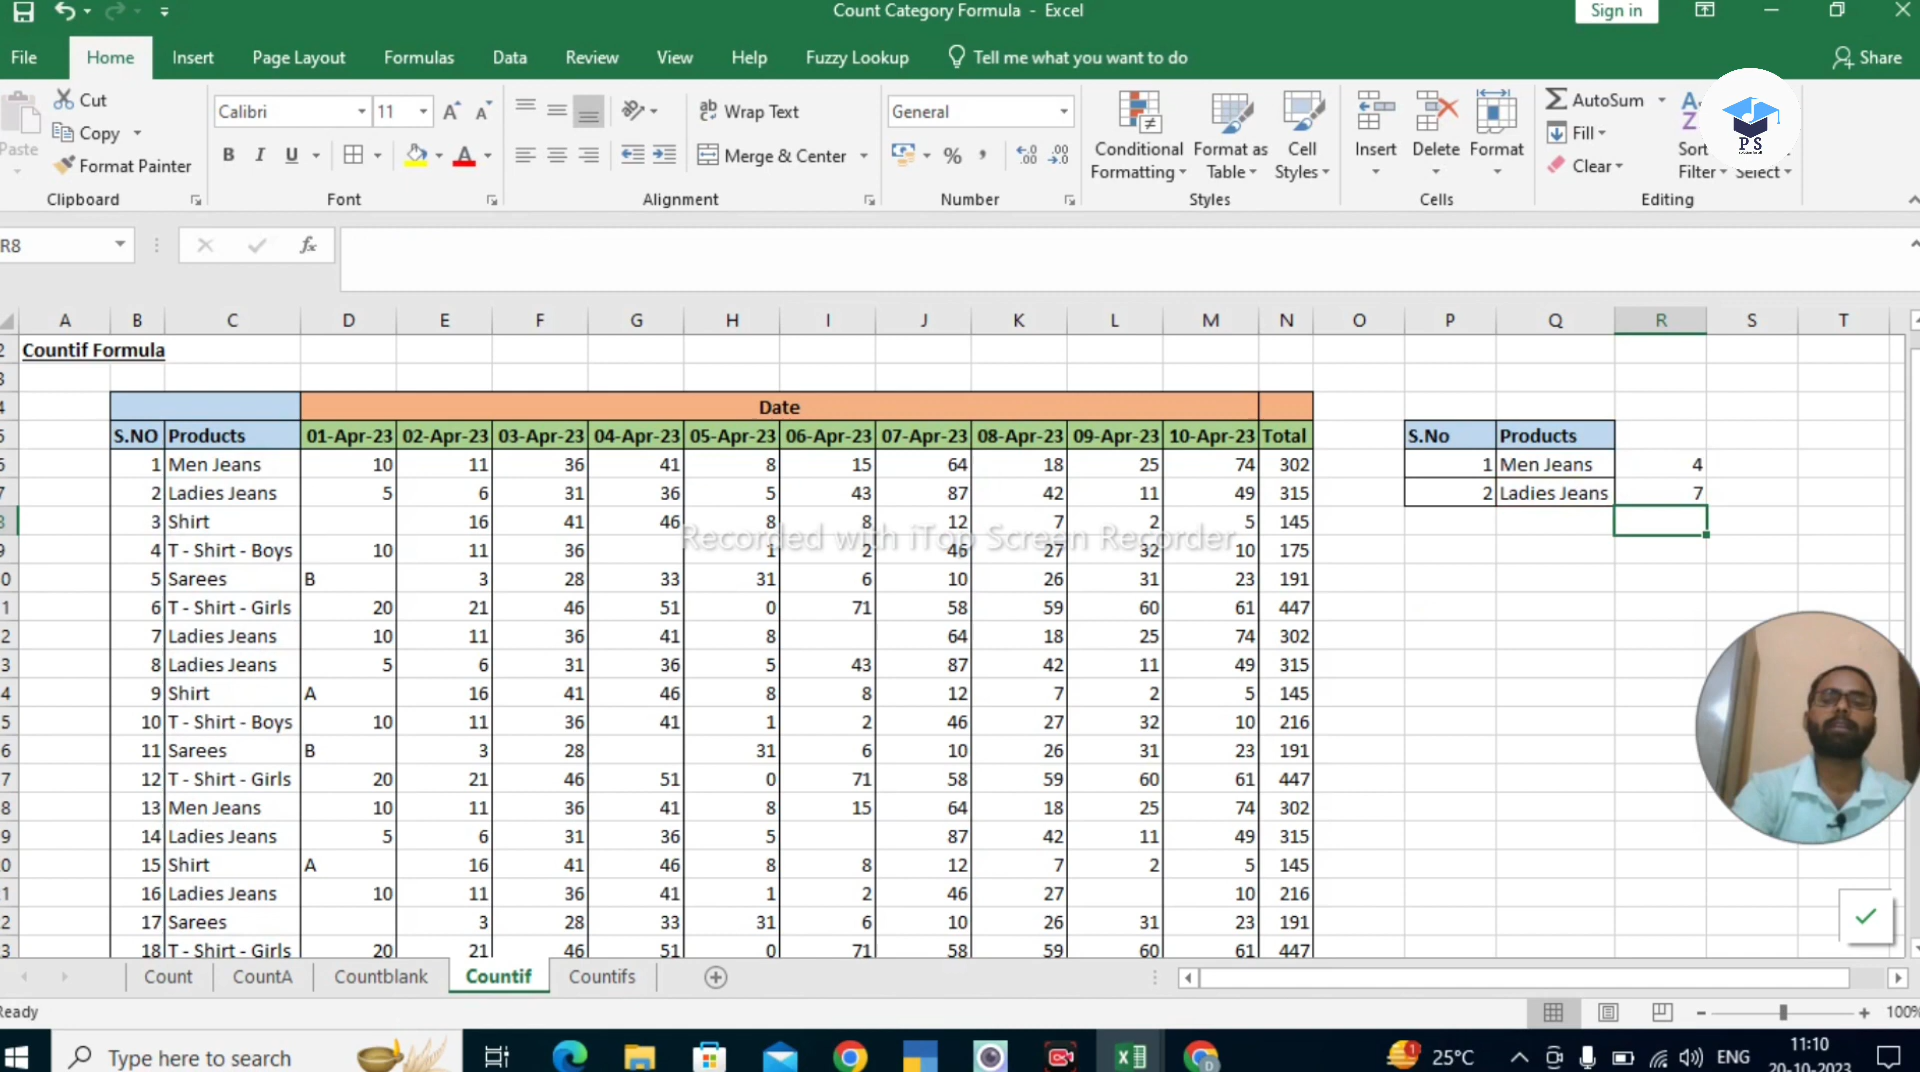 Count Category Formula - Excel
Sign in
File Home Insert Page Layout Formulas Data Review View Help Fuzzy Lookup Tell me what you want to do Share
Paste
Cut
Copy
Format Painter
Clipboard
Calibri 11
B I U
Font
Wrap Text
Merge & Center
Alignment
General
Number
Conditional Formatting
Format as Table
Cell Styles
Styles
Insert Delete Format
Cells
AutoSum
Fill
Clear
Sort
Filter
Select
Editing
P S
R8
fx
A B C D E F G H I J K L M N O P Q R S T
2 Countif Formula
3
4 Date
5 S.NO Products 01-Apr-23 02-Apr-23 03-Apr-23 04-Apr-23 05-Apr-23 06-Apr-23 07-Apr-23 08-Apr-23 09-Apr-23 10-Apr-23 Total S.No Products
1 Men Jeans 10 11 36 41 8 15 64 18 25 74 302 1 Men Jeans 4
2 Ladies Jeans 5 6 31 36 5 43 87 42 11 49 315 2 Ladies Jeans 7
3 Shirt 16 41 46 8 8 12 7 2 5 145
Recorded with iTop Screen Recorder
4 T - Shirt - Boys 10 11 36 1 2 46 27 32 10 175
5 Sarees B 3 28 33 31 6 10 26 31 23 191
6 T - Shirt - Girls 20 21 46 51 0 71 58 59 60 61 447
7 Ladies Jeans 10 11 36 41 8 64 18 25 74 302
8 Ladies Jeans 5 6 31 36 5 43 87 42 11 49 315
9 Shirt A 16 41 46 8 8 12 7 2 5 145
10 T - Shirt - Boys 10 11 36 41 1 2 46 27 32 10 216
11 Sarees B 3 28 31 6 10 26 31 23 191
12 T - Shirt - Girls 20 21 46 51 0 71 58 59 60 61 447
13 Men Jeans 10 11 36 41 8 15 64 18 25 74 302
14 Ladies Jeans 5 6 31 36 5 87 42 11 49 315
15 Shirt A 16 41 46 8 8 12 7 2 5 145
16 Ladies Jeans 10 11 36 41 1 2 46 27 10 216
17 Sarees 3 28 33 31 6 10 26 31 23 191
18 T - Shirt - Girls 20 21 46 51 0 71 58 59 60 61 447
Count CountA Countblank Countif Countifs
100%
Type here to search
25°C
ENG
11:10
20-10-2023